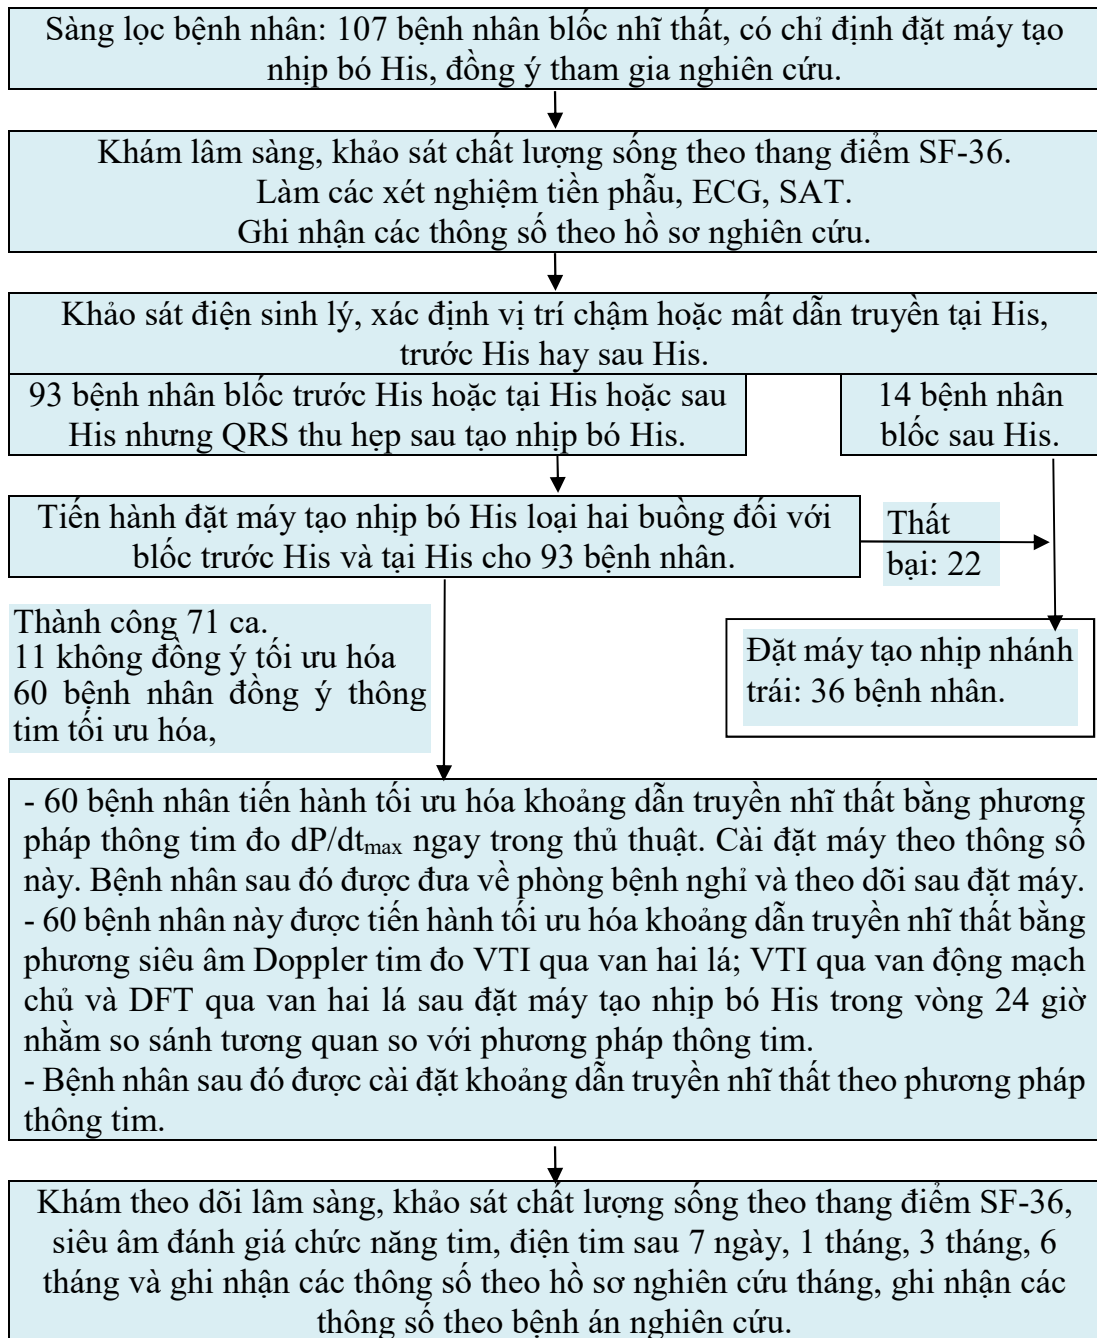 Sàng lọc bệnh nhân: 107 bệnh nhân blốc nhĩ thất, có chỉ định đặt máy tạo
nhịp bó His, đồng ý tham gia nghiên cứu.
Khám lâm sàng, khảo sát chất lượng sống theo thang điểm SF-36.
Làm các xét nghiệm tiền phẫu, ECG, SAT.
Ghi nhận các thông số theo hồ sơ nghiên cứu.
Khảo sát điện sinh lý, xác định vị trí chậm hoặc mất dẫn truyền tại His,
trước His hay sau His.
93 bệnh nhân blốc trước His hoặc tại His hoặc sau
His nhưng QRS thu hẹp sau tạo nhịp bó His.
14 bệnh nhân
blốc sau His.
Tiến hành đặt máy tạo nhịp bó His loại hai buồng đối với
blốc trước His và tại His cho 93 bệnh nhân.
Thất
bại: 22
Thành công 71 ca.
11 không đồng ý tối ưu hóa
60 bệnh nhân đồng ý thông
tim tối ưu hóa,
Đặt máy tạo nhịp nhánh
trái: 36 bệnh nhân.
- 60 bệnh nhân tiến hành tối ưu hóa khoảng dẫn truyền nhĩ thất bằng phương
pháp thông tim đo dP/dtmax ngay trong thủ thuật. Cài đặt máy theo thông số
này. Bệnh nhân sau đó được đưa về phòng bệnh nghỉ và theo dõi sau đặt máy.
- 60 bệnh nhân này được tiến hành tối ưu hóa khoảng dẫn truyền nhĩ thất bằng
phương siêu âm Doppler tim đo VTI qua van hai lá; VTI qua van động mạch
chủ và DFT qua van hai lá sau đặt máy tạo nhịp bó His trong vòng 24 giờ
nhằm so sánh tương quan so với phương pháp thông tim.
- Bệnh nhân sau đó được cài đặt khoảng dẫn truyền nhĩ thất theo phương pháp
thông tim.
Khám theo dõi lâm sàng, khảo sát chất lượng sống theo thang điểm SF-36,
siêu âm đánh giá chức năng tim, điện tim sau 7 ngày, 1 tháng, 3 tháng, 6
tháng và ghi nhận các thông số theo hồ sơ nghiên cứu tháng, ghi nhận các
thông số theo bệnh án nghiên cứu.